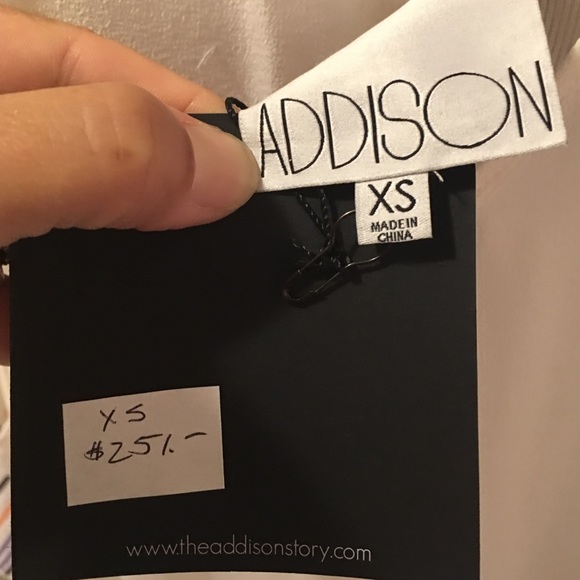 ADDISON
XS
MADE IN
CHINA
XS
$251.-
www.theaddisonstory.com